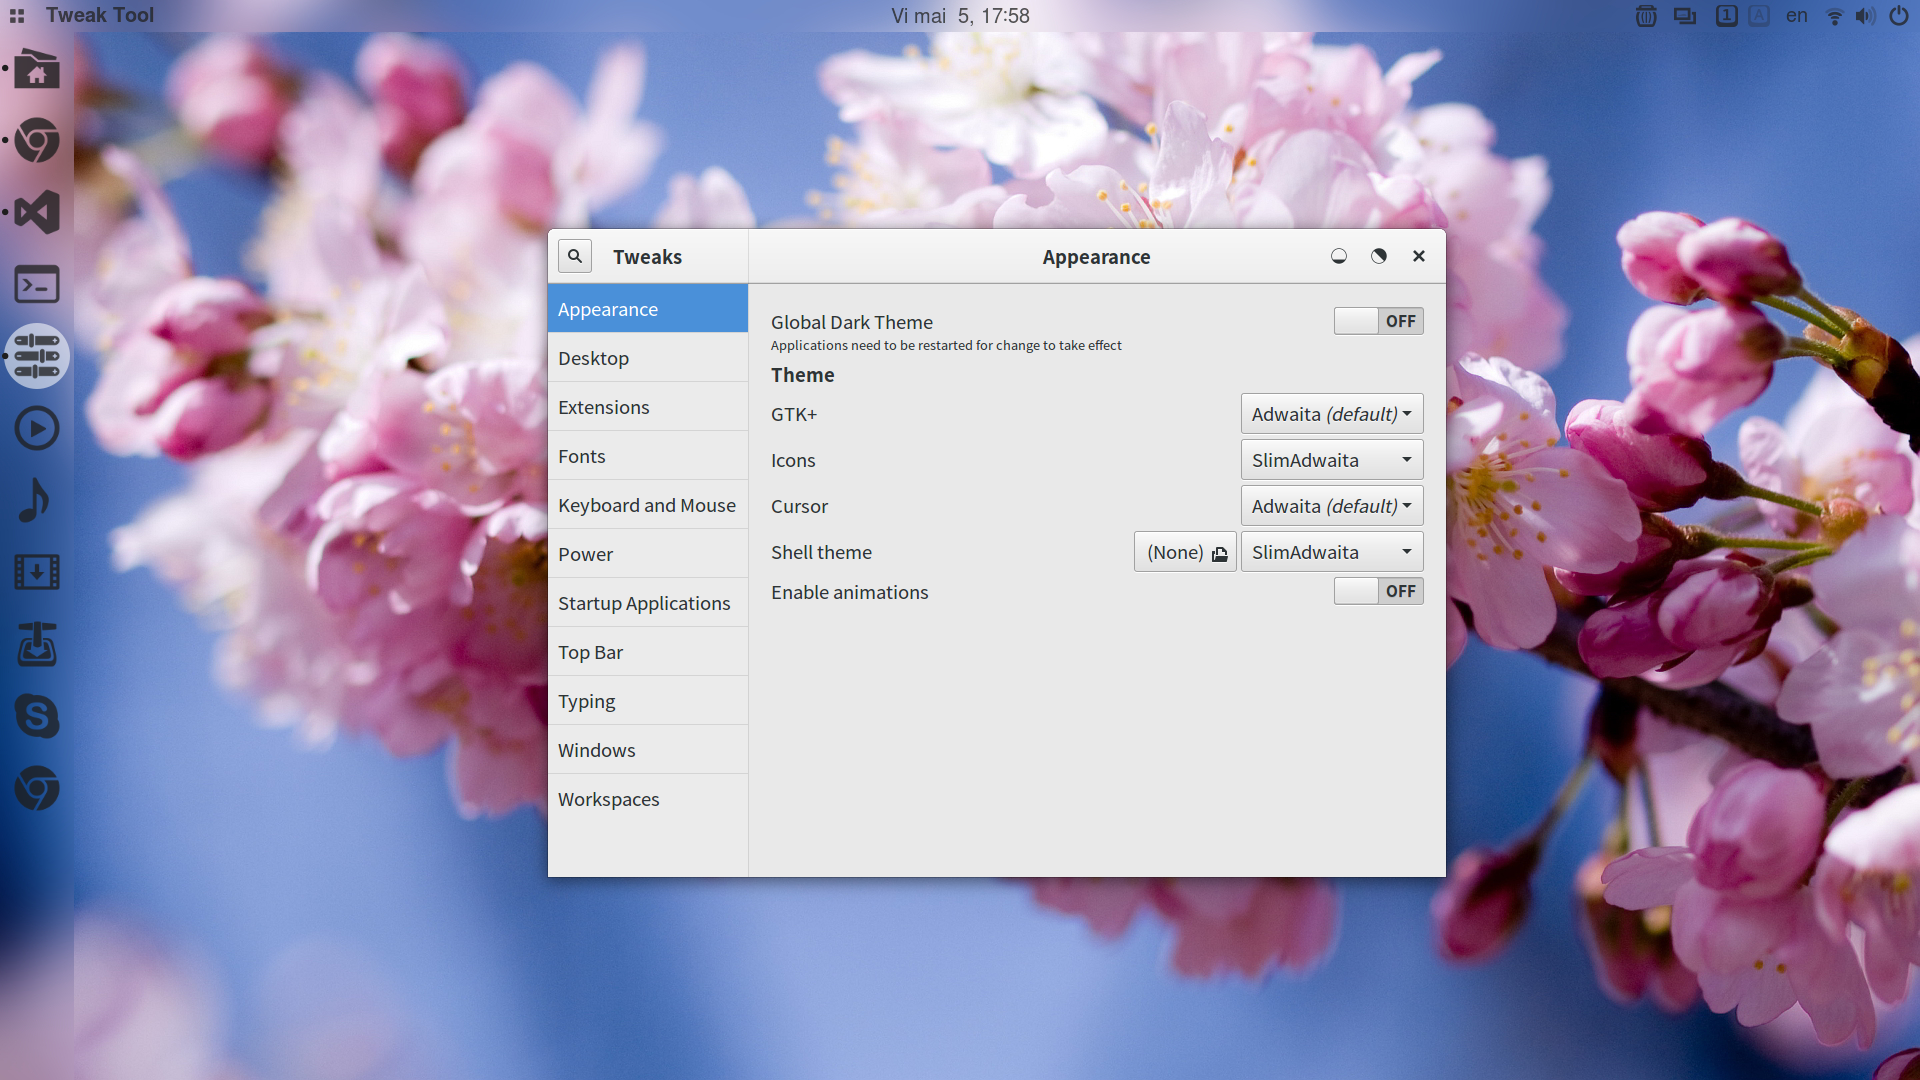 Tweak Tool
Vi mai 5, 17:58
1
A
en
Tweaks
Appearance
Appearance
Desktop
Extensions
Fonts
Keyboard and Mouse
Power
Startup Applications
Top Bar
Typing
Windows
Workspaces
Global Dark Theme
OFF
Applications need to be restarted for change to take effect
Theme
GTK+
Adwaita (default)
Icons
SlimAdwaita
Cursor
Adwaita (default)
Shell theme
(None)
SlimAdwaita
Enable animations
OFF